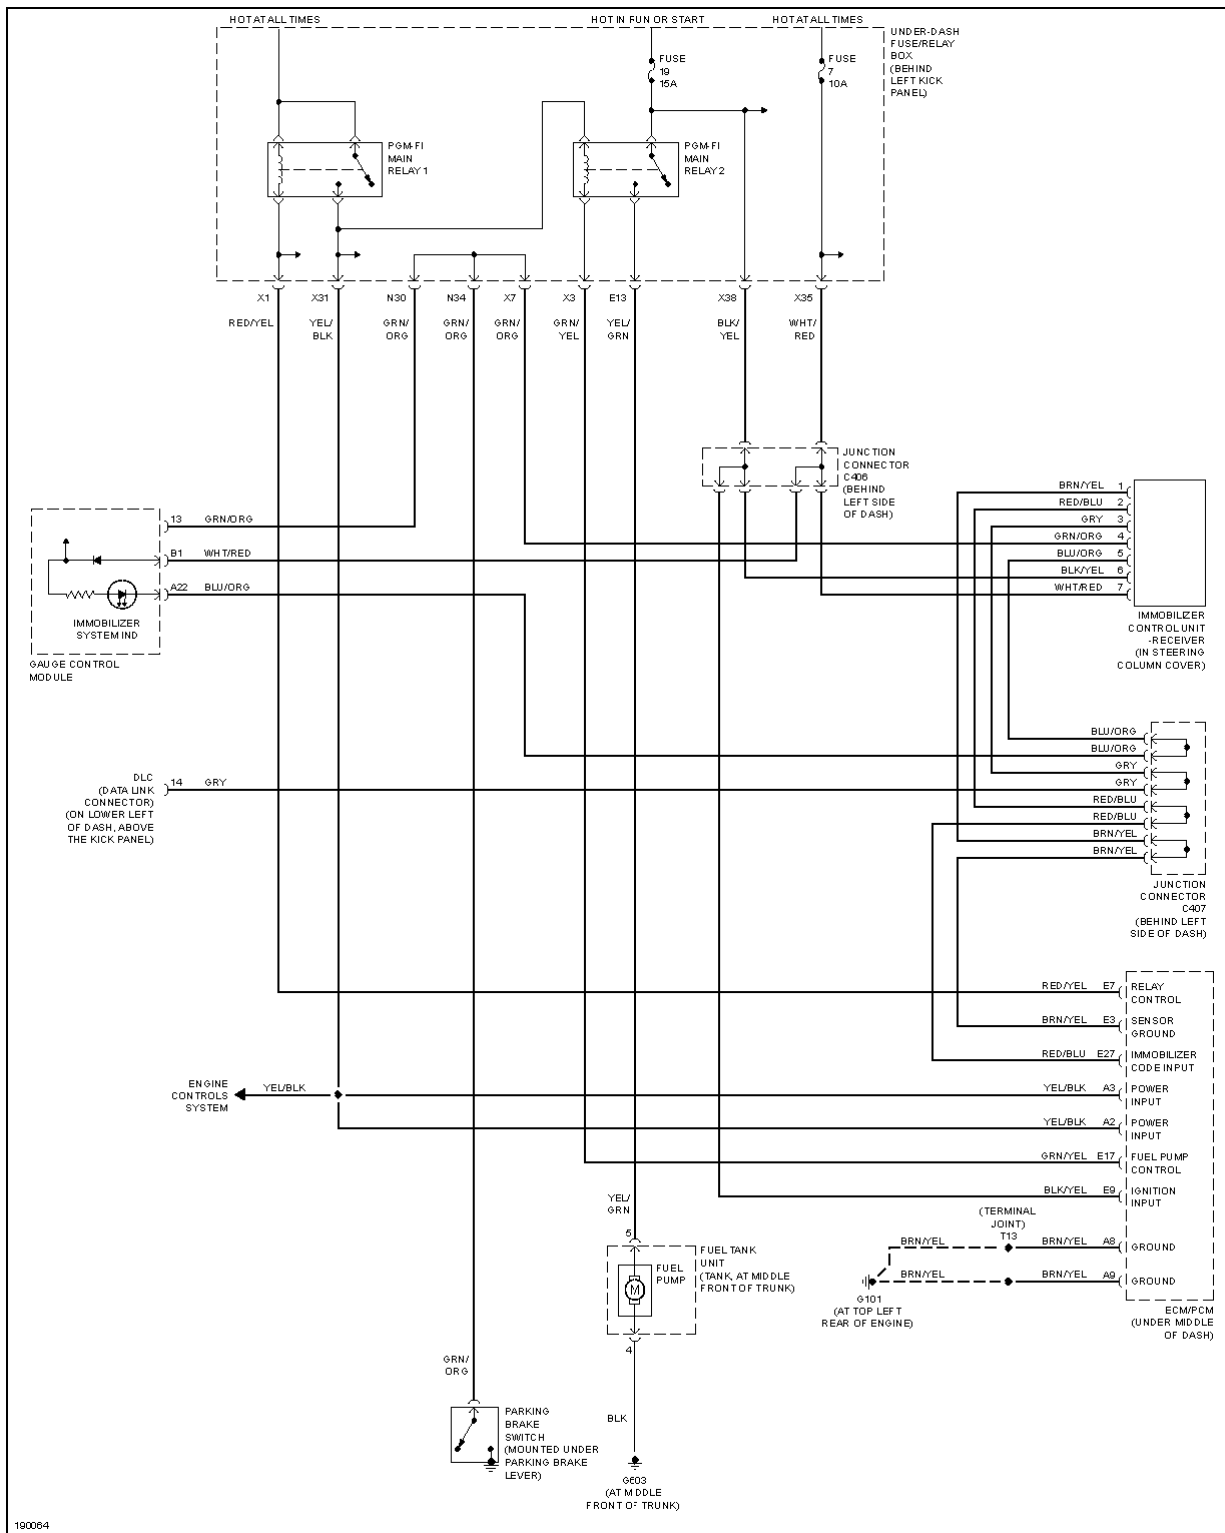 HOT AT ALL TIMES
HOT IN FUN OR START
HOT AT ALL TIMES
UNDER-DASH
FUSE/RELAY
BOX
(BEHIND
LEFT KICK
PANEL)
FUSE
19
15A
FUSE
7
10A
PGM-FI
MAIN
RELAY 1
PGM-FI
MAIN
RELAY 2
X1
X31
N30
N34
X7
X3
E13
X38
X35
RED/YEL
YEL/
BLK
GRN/
ORG
GRN/
ORG
GRN/
ORG
GRN/
YEL
YEL/
GRN
BLK/
YEL
WHT/
RED
JUNCTION
CONNECTOR
C406
(BEHIND
LEFT SIDE
OF DASH)
BRN/YEL 1
RED/BLU 2
GRY 3
GRN/ORG 4
BLU/ORG 5
BLK/YEL 6
WHT/RED 7
IMMOBILIZER
CONTROL UNIT
-RECEIVER
(IN STEERING
COLUMN COVER)
13 GRN/ORG
B1 WHT/RED
A22 BLU/ORG
IMMOBILIZER
SYSTEM IND
GAUGE CONTROL
MODULE
BLU/ORG
BLU/ORG
GRY
GRY
RED/BLU
RED/BLU
BRN/YEL
BRN/YEL
JUNCTION
CONNECTOR
C407
(BEHIND LEFT
SIDE OF DASH)
DLC
(DATA LINK
CONNECTOR)
(ON LOWER LEFT
OF DASH, ABOVE
THE KICK PANEL)
14 GRY
RED/YEL E7 RELAY
CONTROL
BRN/YEL E3 SENSOR
GROUND
RED/BLU E27 IMMOBILIZER
CODE INPUT
ENGINE
CONTROLS
SYSTEM
YEL/BLK
YEL/BLK A3 POWER
INPUT
YEL/BLK A2 POWER
INPUT
GRN/YEL E17 FUEL PUMP
CONTROL
BLK/YEL E9 IGNITION
INPUT
(TERMINAL
JOINT)
T13
BRN/YEL BRN/YEL A8 GROUND
BRN/YEL BRN/YEL A9 GROUND
G101
(AT TOP LEFT
REAR OF ENGINE)
ECM/PCM
(UNDER MIDDLE
OF DASH)
YEL/
GRN
5
FUEL TANK
UNIT
(TANK, AT MIDDLE
FRONT OF TRUNK)
FUEL
PUMP
M
4
GRN/
ORG
BLK
PARKING
BRAKE
SWITCH
(MOUNTED UNDER
PARKING BRAKE
LEVER)
G603
(AT MIDDLE
FRONT OF TRUNK)
190064